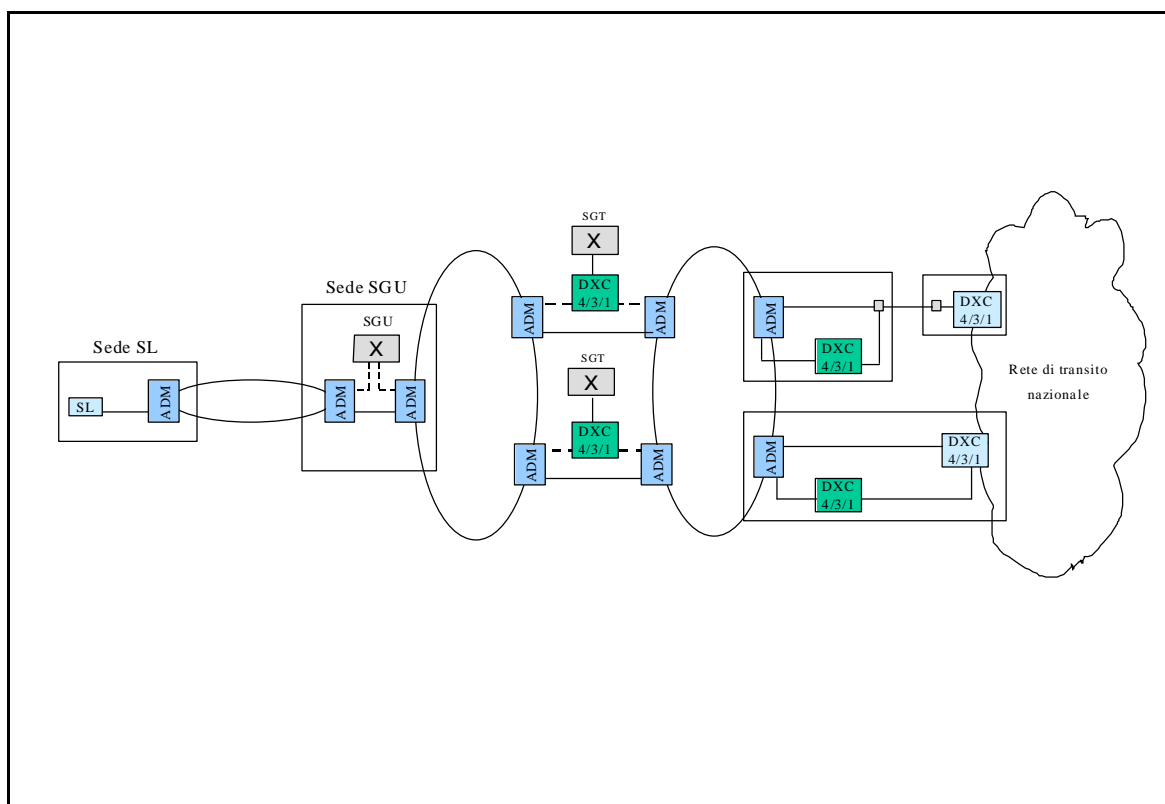 Sede SL
SL
ADM
Sede SGU
SGU
X
ADM
ADM
SGT
X
DXC
4/3/1
ADM
ADM
SGT
X
DXC
4/3/1
ADM
ADM
ADM
DXC
4/3/1
DXC
4/3/1
ADM
DXC
4/3/1
DXC
4/3/1
Rete di transito
nazionale